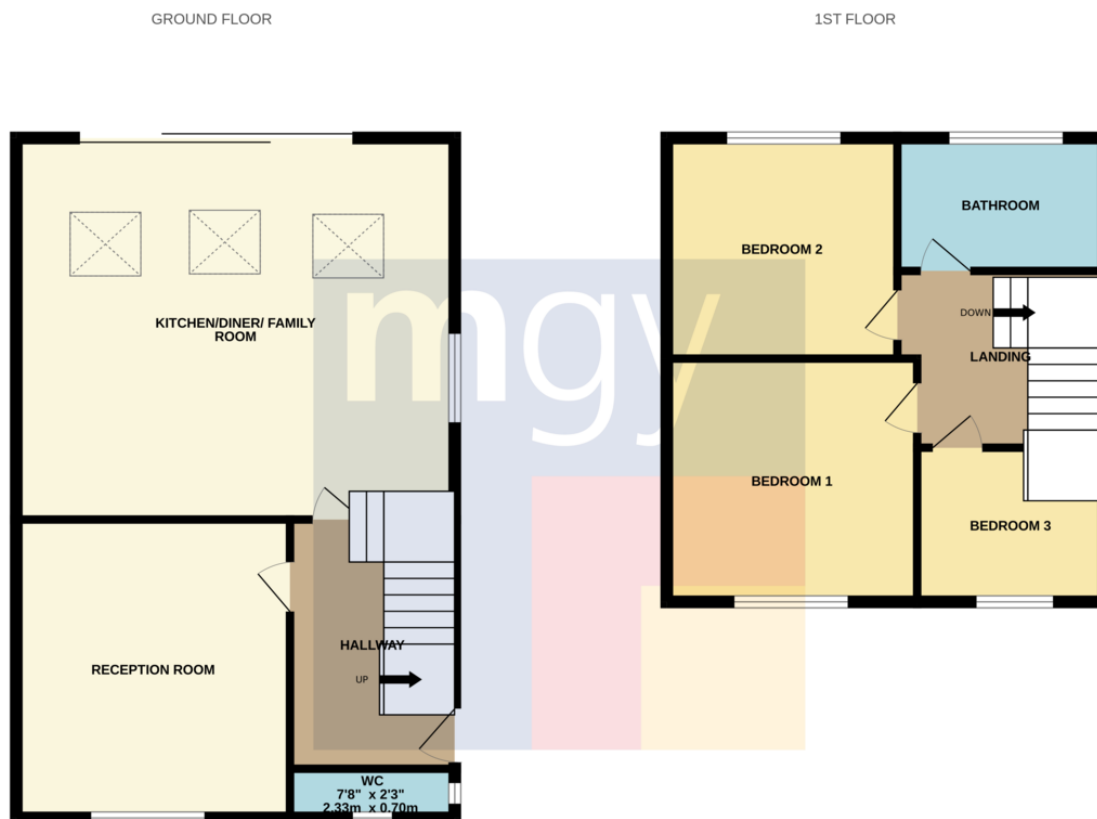 GROUND FLOOR
1ST FLOOR
KITCHEN/DINER/ FAMILY
ROOM
RECEPTION ROOM
HALLWAY
UP
WC
7'8" x 2'3"
2.33m x 0.70m
BEDROOM 2
BATHROOM
DOWN
LANDING
BEDROOM 1
BEDROOM 3
mgy